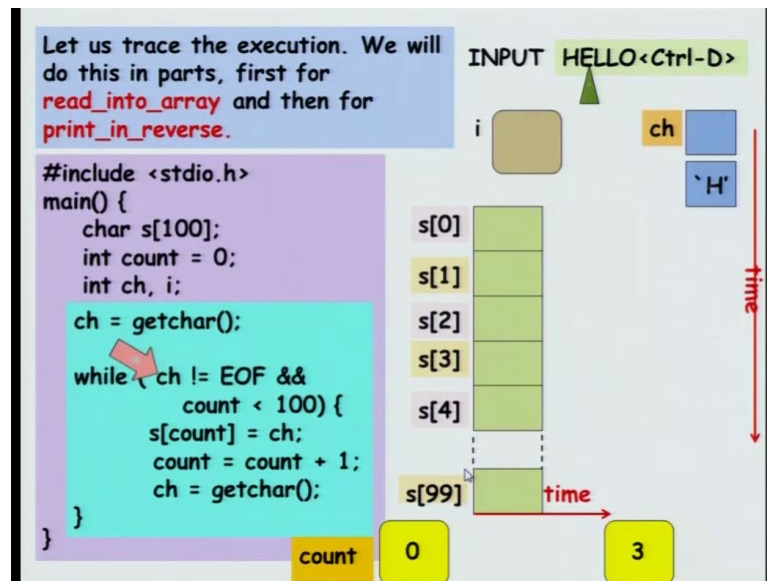 Let us trace the execution. We will
do this in parts, first for
read_into_array and then for
print_in_reverse.
INPUT HELLO<Ctrl-D>
i
ch
`H'
#include <stdio.h>
main() {
char s[100];
int count = 0;
int ch, i;
ch = getchar();
while ( ch != EOF &&
count < 100) {
s[count] = ch;
count = count + 1;
ch = getchar();
}
}
s[0]
s[1]
s[2]
s[3]
s[4]
s[99]
time
time
count 0 3